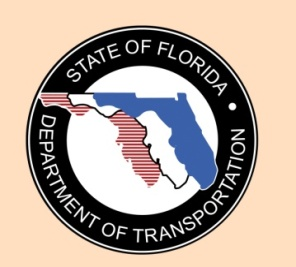 STATE OF FLORIDA
DEPARTMENT OF TRANSPORTATION